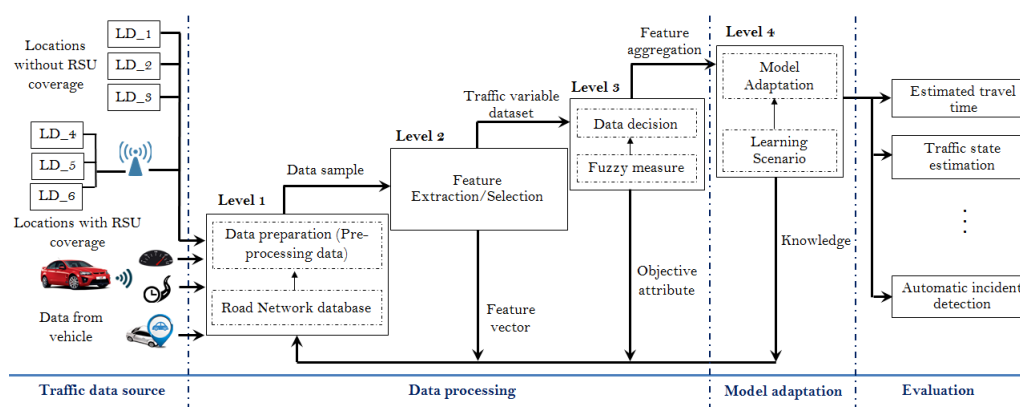 Locations
without RSU
coverage
LD_1
LD_2
LD_3
LD_4
LD_5
LD_6
Locations with RSU
coverage
Data from
vehicle
Level 1
Data preparation (Pre-
processing data)
Road Network database
Data sample
Level 2
Feature
Extraction/Selection
Feature
vector
Traffic variable
dataset
Level 3
Data decision
Fuzzy measure
Objective
attribute
Feature
aggregation
Level 4
Model
Adaptation
Learning
Scenario
Knowledge
Estimated travel
time
Traffic state
estimation
Automatic incident
detection
Traffic data source
Data processing
Model adaptation
Evaluation